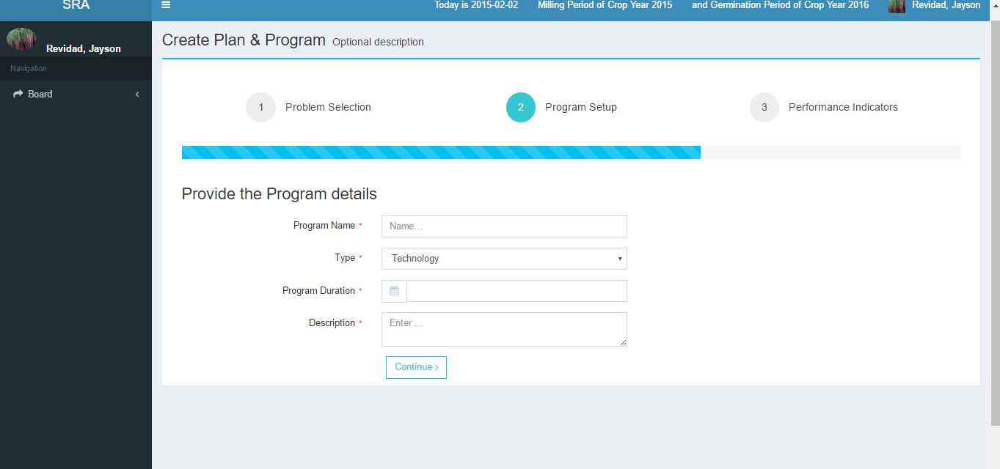 SRA
Today is 2015-02-02 Milling Period of Crop Year 2015 and Germination Period of Crop Year 2016 Revidad, Jayson
Revidad, Jayson
Navigation
Board
Create Plan & Program Optional description
1 Problem Selection 2 Program Setup 3 Performance Indicators
Provide the Program details
Program Name * Name...
Type * Technology
Program Duration *
Description * Enter ...
Continue ›